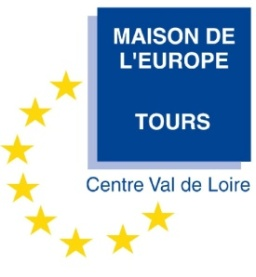 MAISON DE
L'EUROPE
TOURS
Centre Val de Loire